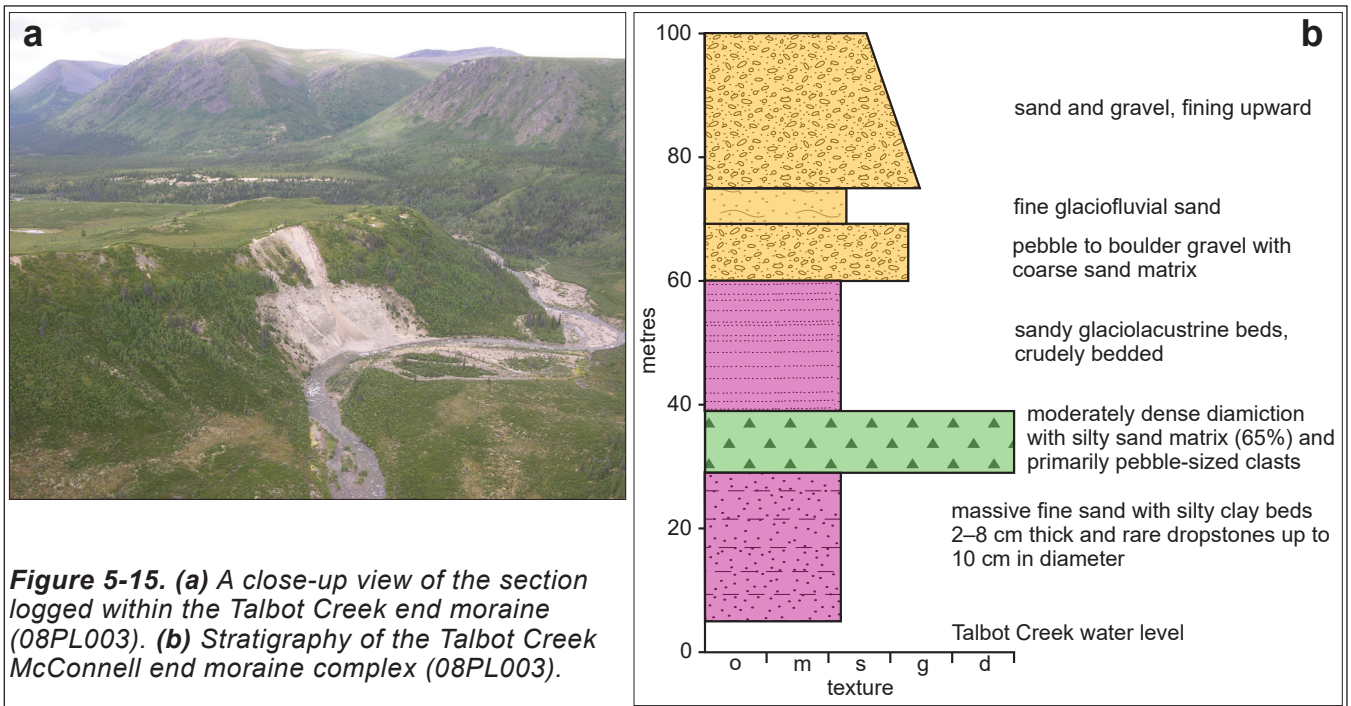 a
Figure 5-15. (a) A close-up view of the section
logged within the Talbot Creek end moraine
(08PL003). (b) Stratigraphy of the Talbot Creek
McConnell end moraine complex (08PL003).
b
100
80
60
40
20
0
metres
sand and gravel, fining upward
fine glaciofluvial sand
pebble to boulder gravel with
coarse sand matrix
sandy glaciolacustrine beds,
crudely bedded
moderately dense diamiction
with silty sand matrix (65%) and
primarily pebble-sized clasts
massive fine sand with silty clay beds
2–8 cm thick and rare dropstones up to
10 cm in diameter
Talbot Creek water level
o m s g d
texture